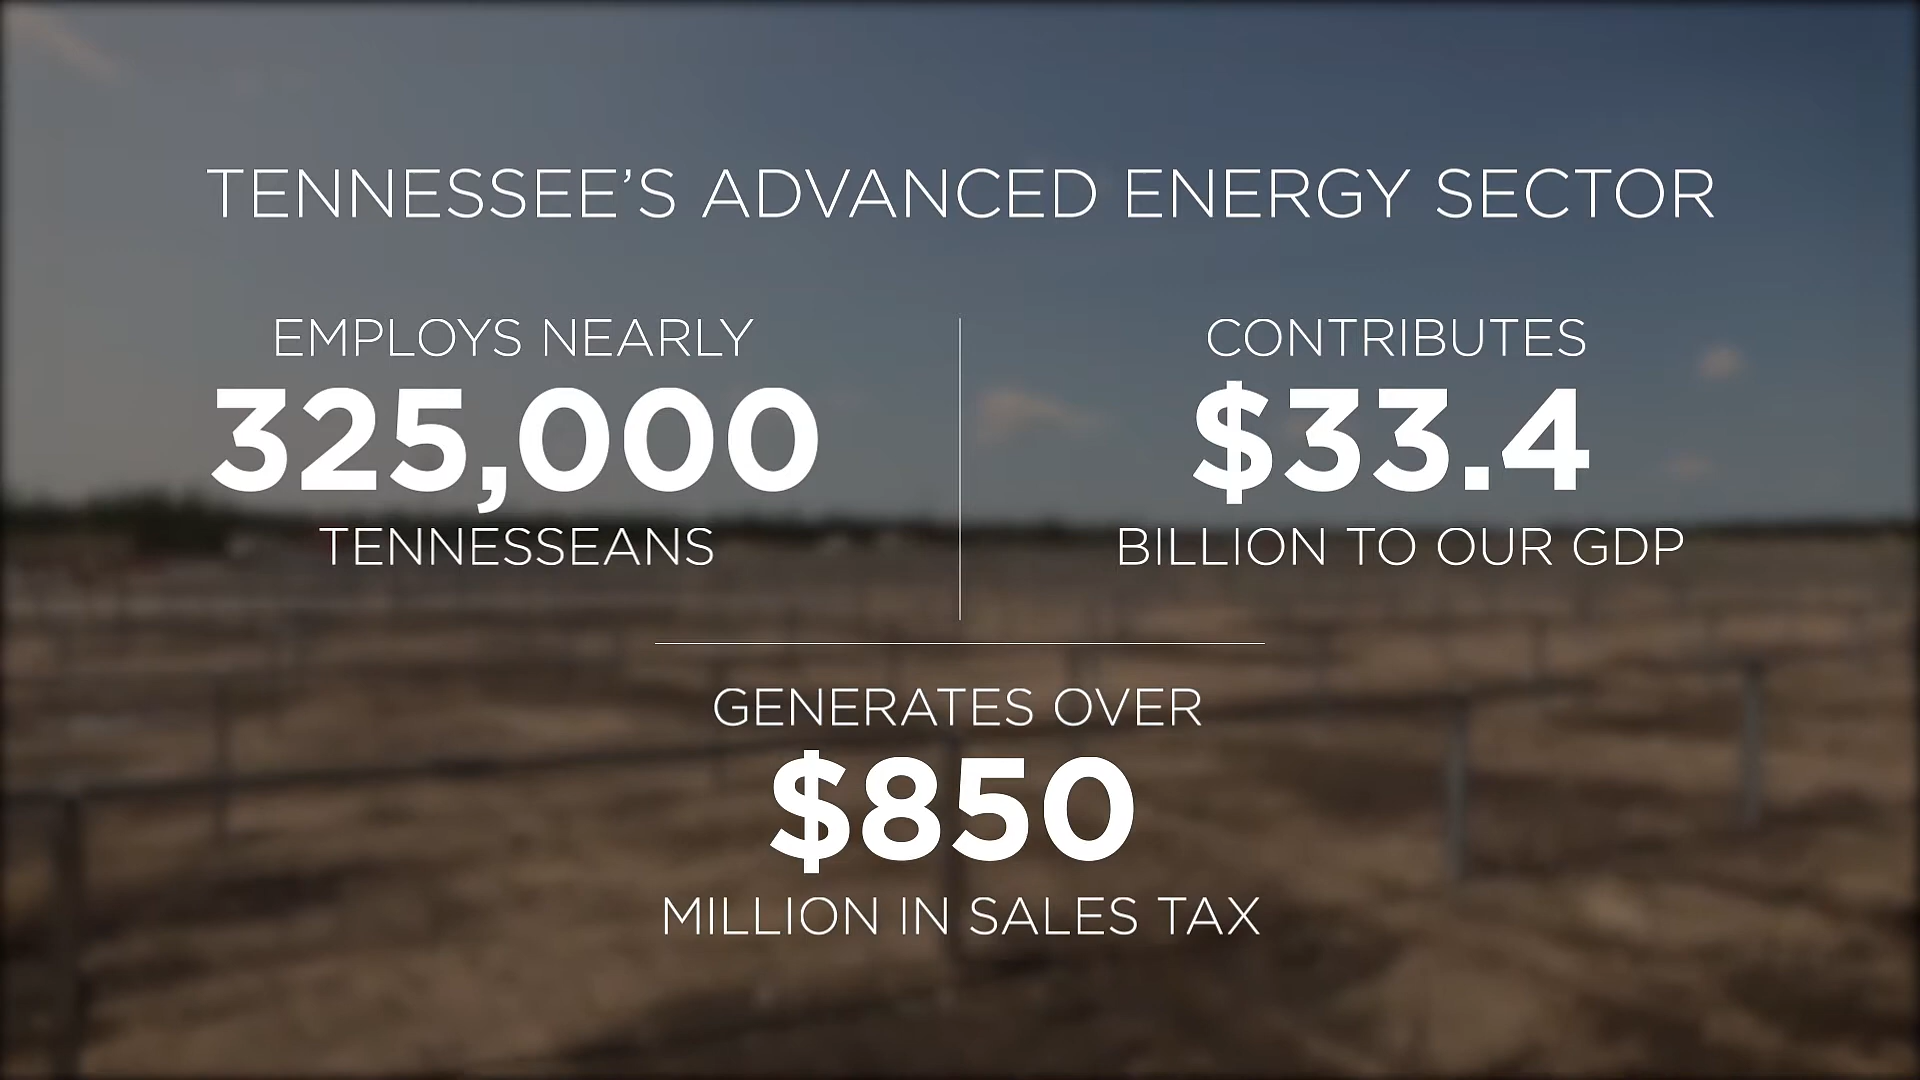 TENNESSEE’S ADVANCED ENERGY SECTOR
EMPLOYS NEARLY
325,000
TENNESSEANS
CONTRIBUTES
$33.4
BILLION TO OUR GDP
GENERATES OVER
$850
MILLION IN SALES TAX